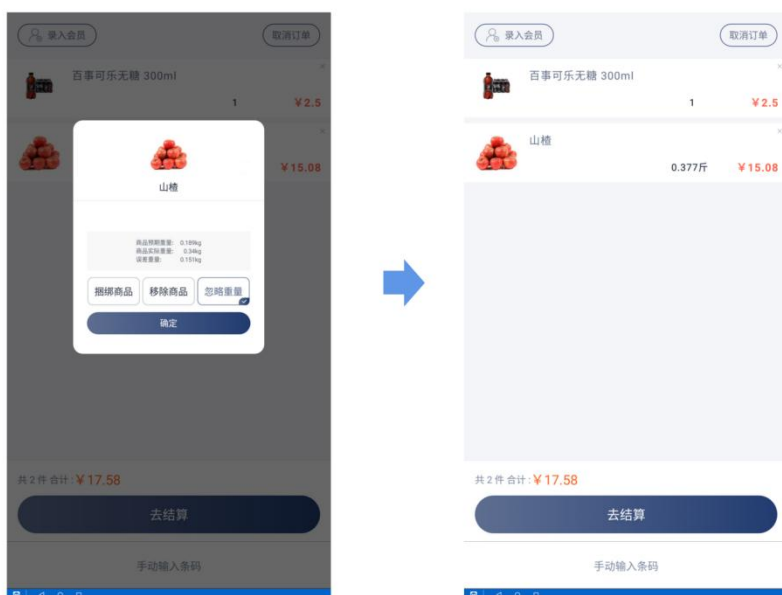 录入会员
取消订单
百事可乐无糖 300ml
1
￥2.5
￥15.08
山楂
商品预期重量: 0.189kg
商品实际重量: 0.34kg
误差重量: 0.151kg
捆绑商品
移除商品
忽略重量
确定
共2件 合计:￥17.58
去结算
手动输入条码
录入会员
取消订单
百事可乐无糖 300ml
1
￥2.5
山楂
0.377斤
￥15.08
共2件 合计:￥17.58
去结算
手动输入条码